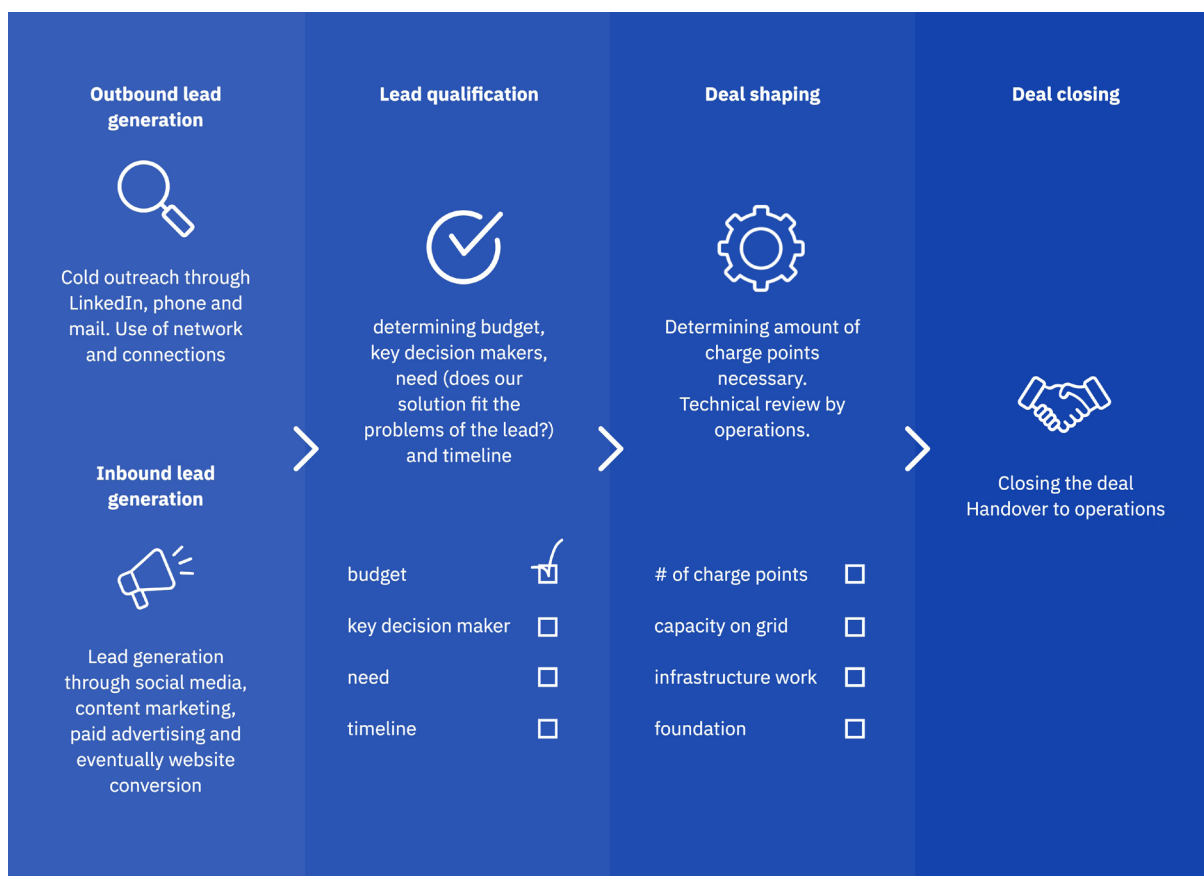 Outbound lead
generation
Cold outreach through
LinkedIn, phone and
mail. Use of network
and connections
Inbound lead
generation
Lead generation
through social media,
content marketing,
paid advertising and
eventually website
conversion
Lead qualification
determining budget,
key decision makers,
need (does our
solution fit the
problems of the lead?)
and timeline
budget
key decision maker
need
timeline
Deal shaping
Determining amount of
charge points
necessary.
Technical review by
operations.
# of charge points
capacity on grid
infrastructure work
foundation
Deal closing
Closing the deal
Handover to operations